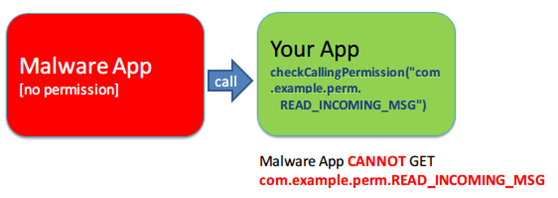 Malware App
[no permission]
call
Your App
checkCallingPermission("com
.example.perm.
READ_INCOMING_MSG")
Malware App CANNOT GET
com.example.perm.READ_INCOMING_MSG